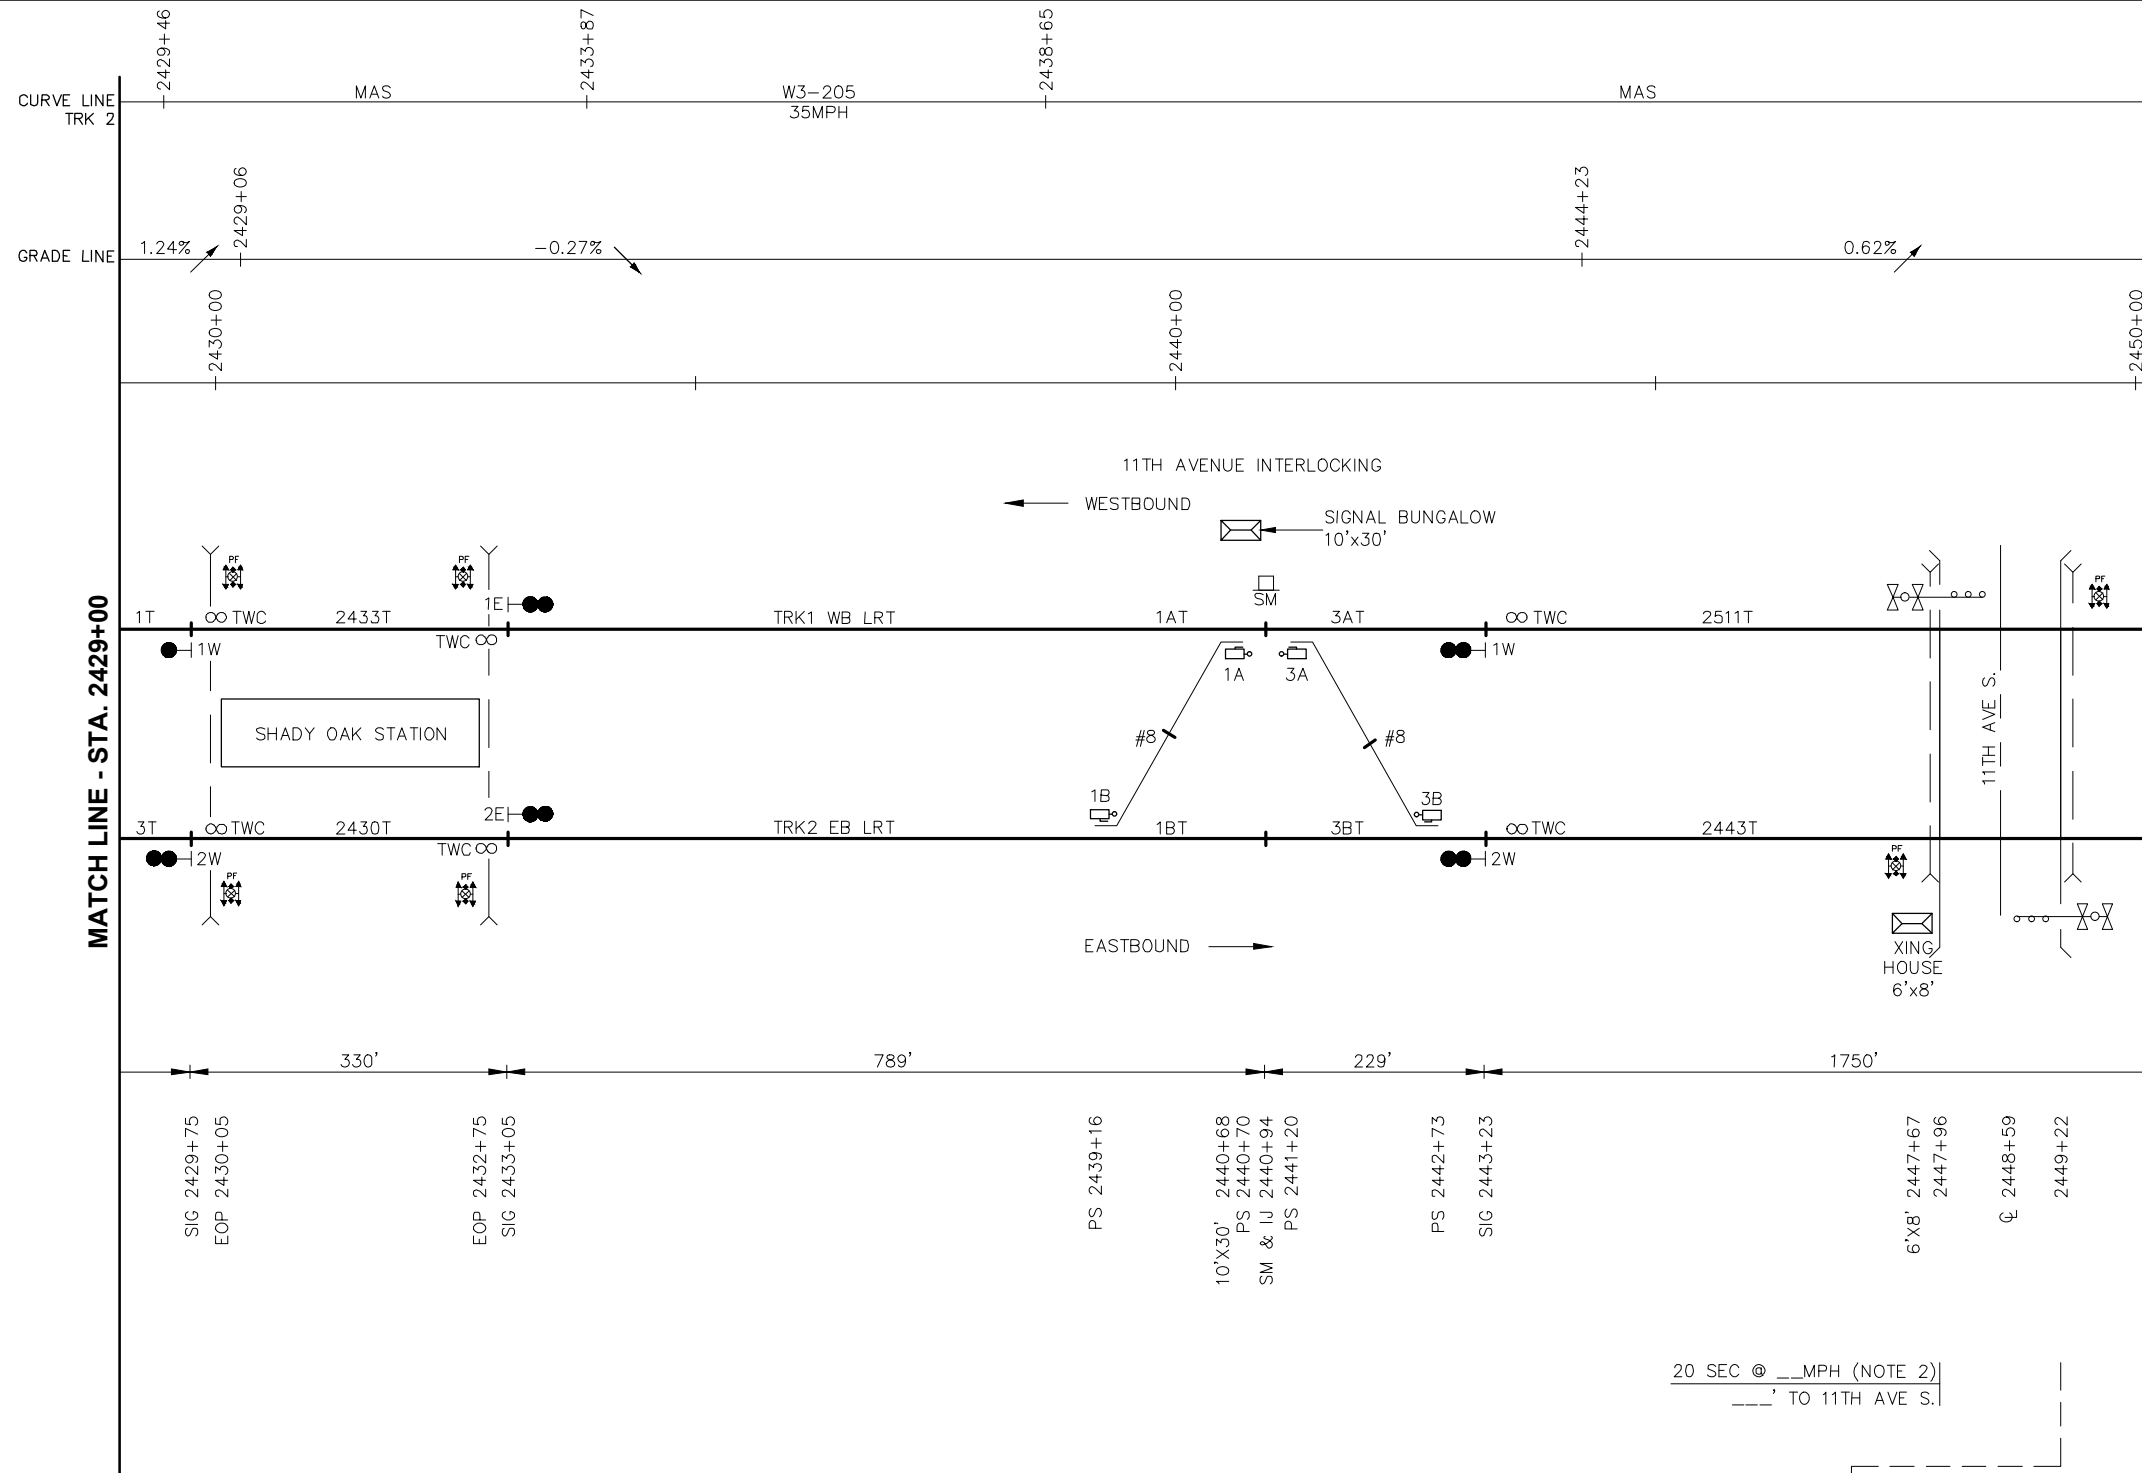 2429+46
2433+87
2438+65
CURVE LINE
TRK 2
MAS
W3-205
35MPH
MAS
2429+06
2444+23
GRADE LINE
1.24%
-0.27%
0.62%
2430+00
2440+00
2450+00
11TH AVENUE INTERLOCKING
WESTBOUND
SIGNAL BUNGALOW
10'x30'
MATCH LINE - STA. 2429+00
PF
PF
PF
1E
SM
1T
TWC
2433T
TRK1 WB LRT
1AT
3AT
TWC
2511T
1W
TWC
1W
1A
3A
11TH AVE S.
SHADY OAK STATION
#8
#8
1B
3B
2E
3T
TWC
2430T
TRK2 EB LRT
1BT
3BT
TWC
2443T
2W
TWC
2W
PF
PF
PF
EASTBOUND
XING
HOUSE
6'x8'
330'
789'
229'
1750'
SIG 2429+75
EOP 2430+05
EOP 2432+75
SIG 2433+05
PS 2439+16
10'X30' 2440+68
PS 2440+70
SM & IJ 2440+94
PS 2441+20
PS 2442+73
SIG 2443+23
6'X8' 2447+67
2447+96
℄ 2448+59
2449+22
20 SEC @ __MPH (NOTE 2)
___' TO 11TH AVE S.